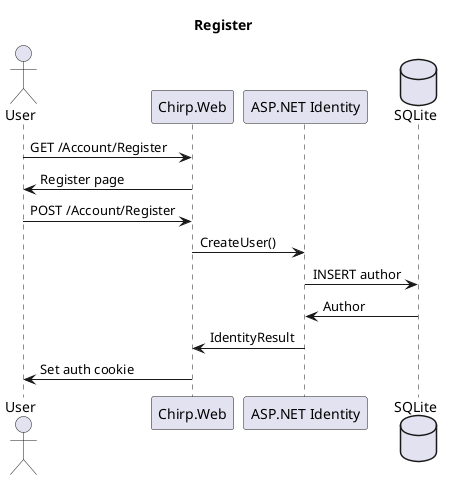 Register
User
Chirp.Web
ASP.NET Identity
SQLite
GET /Account/Register
Register page
POST /Account/Register
CreateUser()
INSERT author
Author
IdentityResult
Set auth cookie
User
Chirp.Web
ASP.NET Identity
SQLite